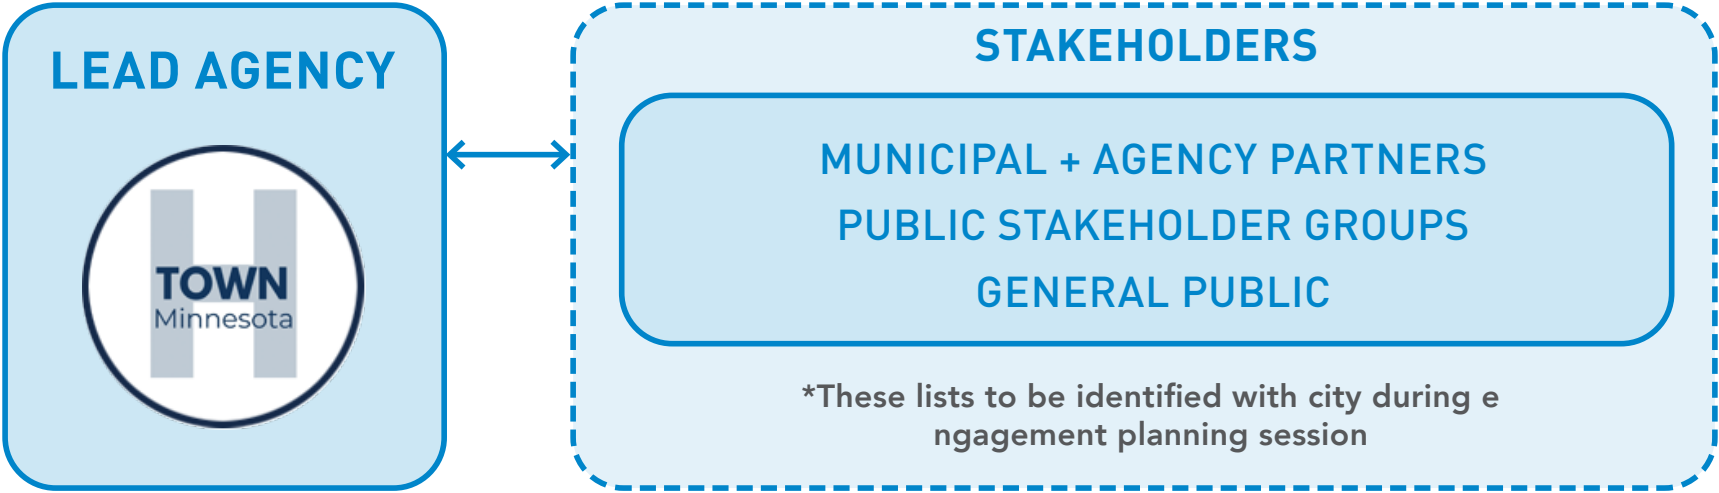 LEAD AGENCY
H
TOWN
Minnesota
STAKEHOLDERS
MUNICIPAL + AGENCY PARTNERS
PUBLIC STAKEHOLDER GROUPS
GENERAL PUBLIC
*These lists to be identified with city during e
ngagement planning session